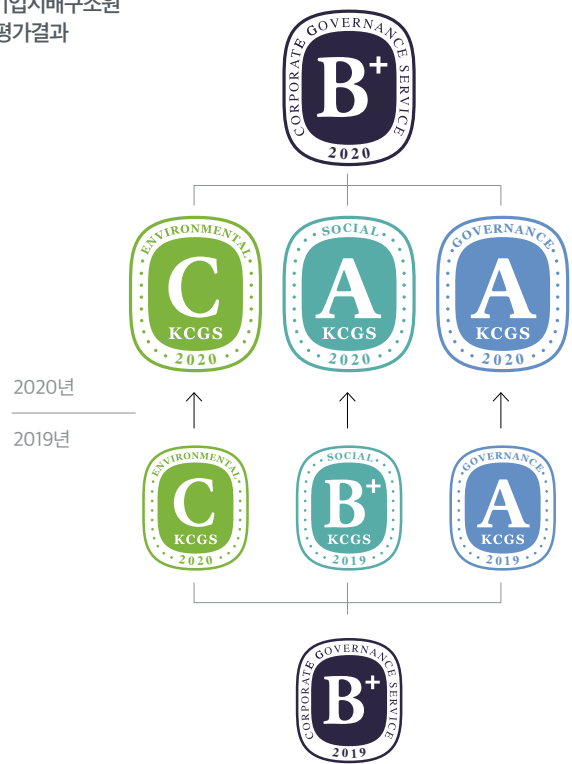 기업지배구조원
평가결과
CORPORATE GOVERNANCE SERVICE
B+
2020
ENVIRONMENTAL
C
KCGS
2020
SOCIAL
A
KCGS
2020
GOVERNANCE
A
KCGS
2020
2020년
2019년
ENVIRONMENTAL
C
KCGS
2020
SOCIAL
B+
KCGS
2019
GOVERNANCE
A
KCGS
2019
CORPORATE GOVERNANCE SERVICE
B+
2019